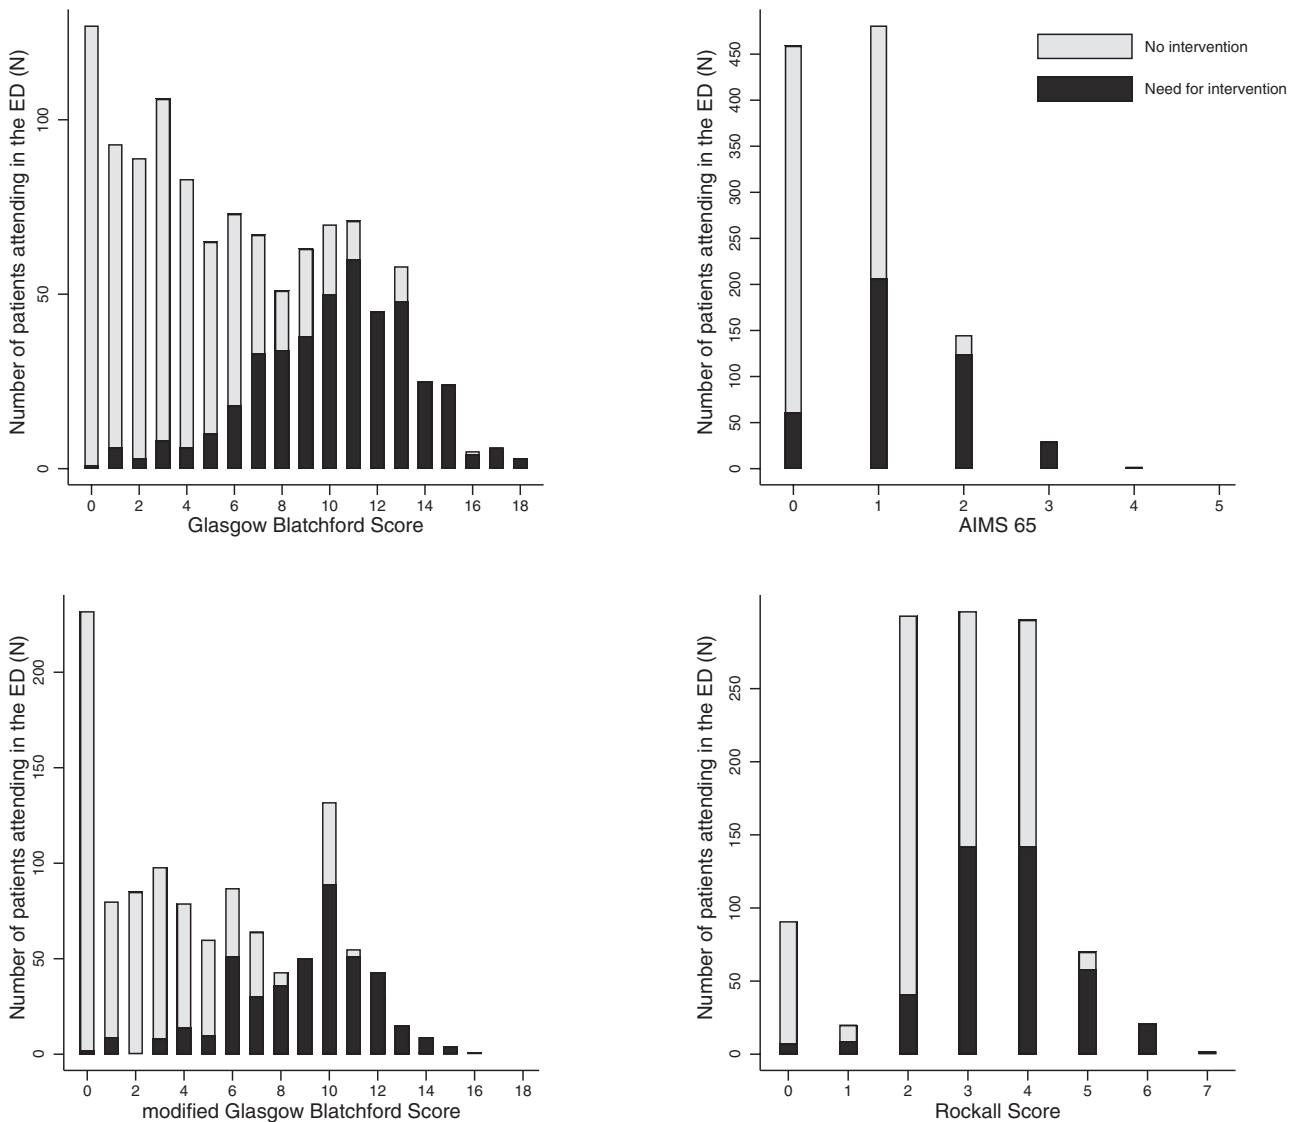 Number of patients attending in the ED (N)
100
50
0
0 2 4 6 8 10 12 14 16 18
Glasgow Blatchford Score
Number of patients attending in the ED (N)
450
400
350
300
250
200
150
100
50
0
0 1 2 3 4 5
AIMS 65
No intervention
Need for intervention
Number of patients attending in the ED (N)
200
150
100
50
0
0 2 4 6 8 10 12 14 16 18
modified Glasgow Blatchford Score
Number of patients attending in the ED (N)
250
200
150
100
50
0
0 1 2 3 4 5 6 7
Rockall Score